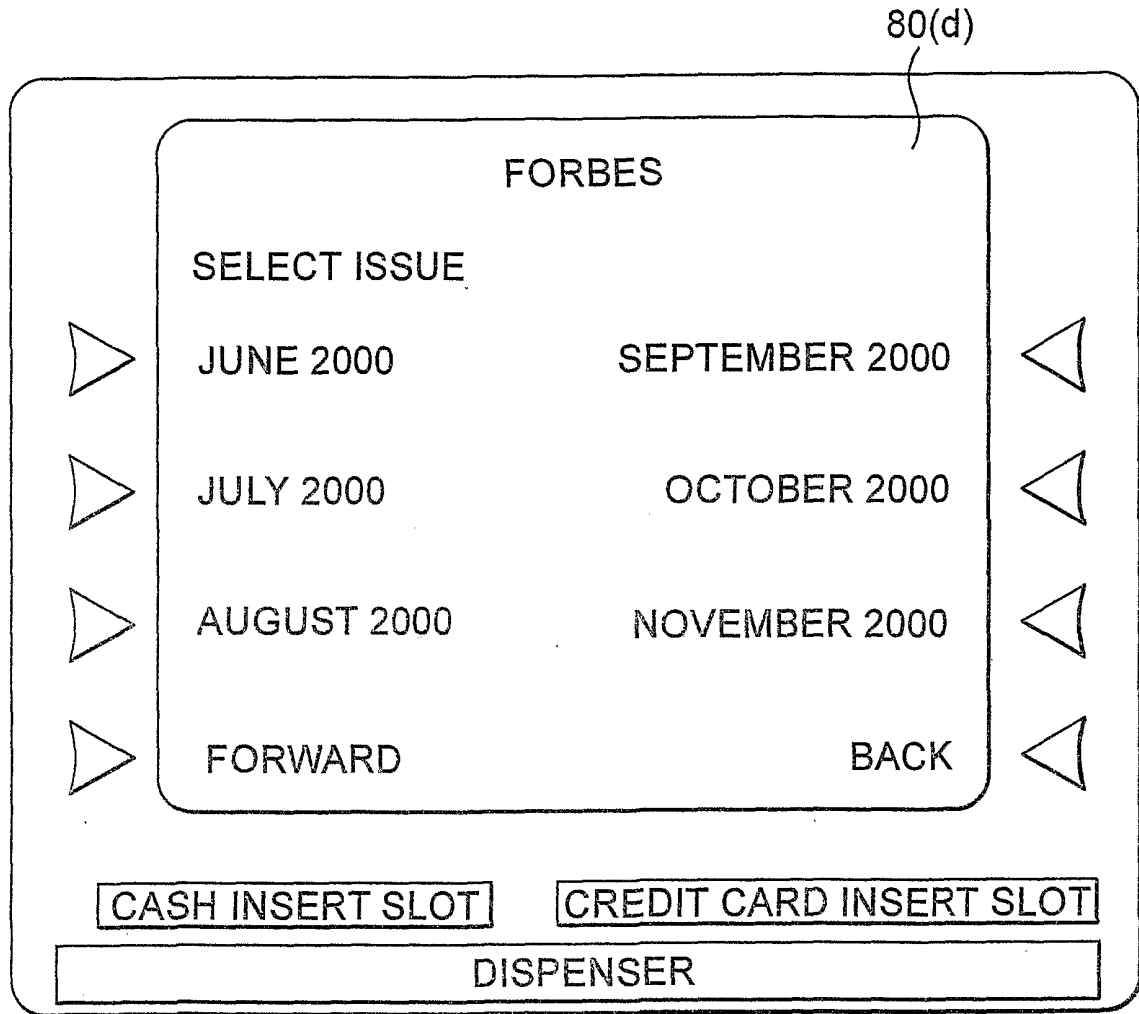 80(d)
FORBES
SELECT ISSUE
JUNE 2000 SEPTEMBER 2000
JULY 2000 OCTOBER 2000
AUGUST 2000 NOVEMBER 2000
FORWARD BACK
CASH INSERT SLOT CREDIT CARD INSERT SLOT
DISPENSER